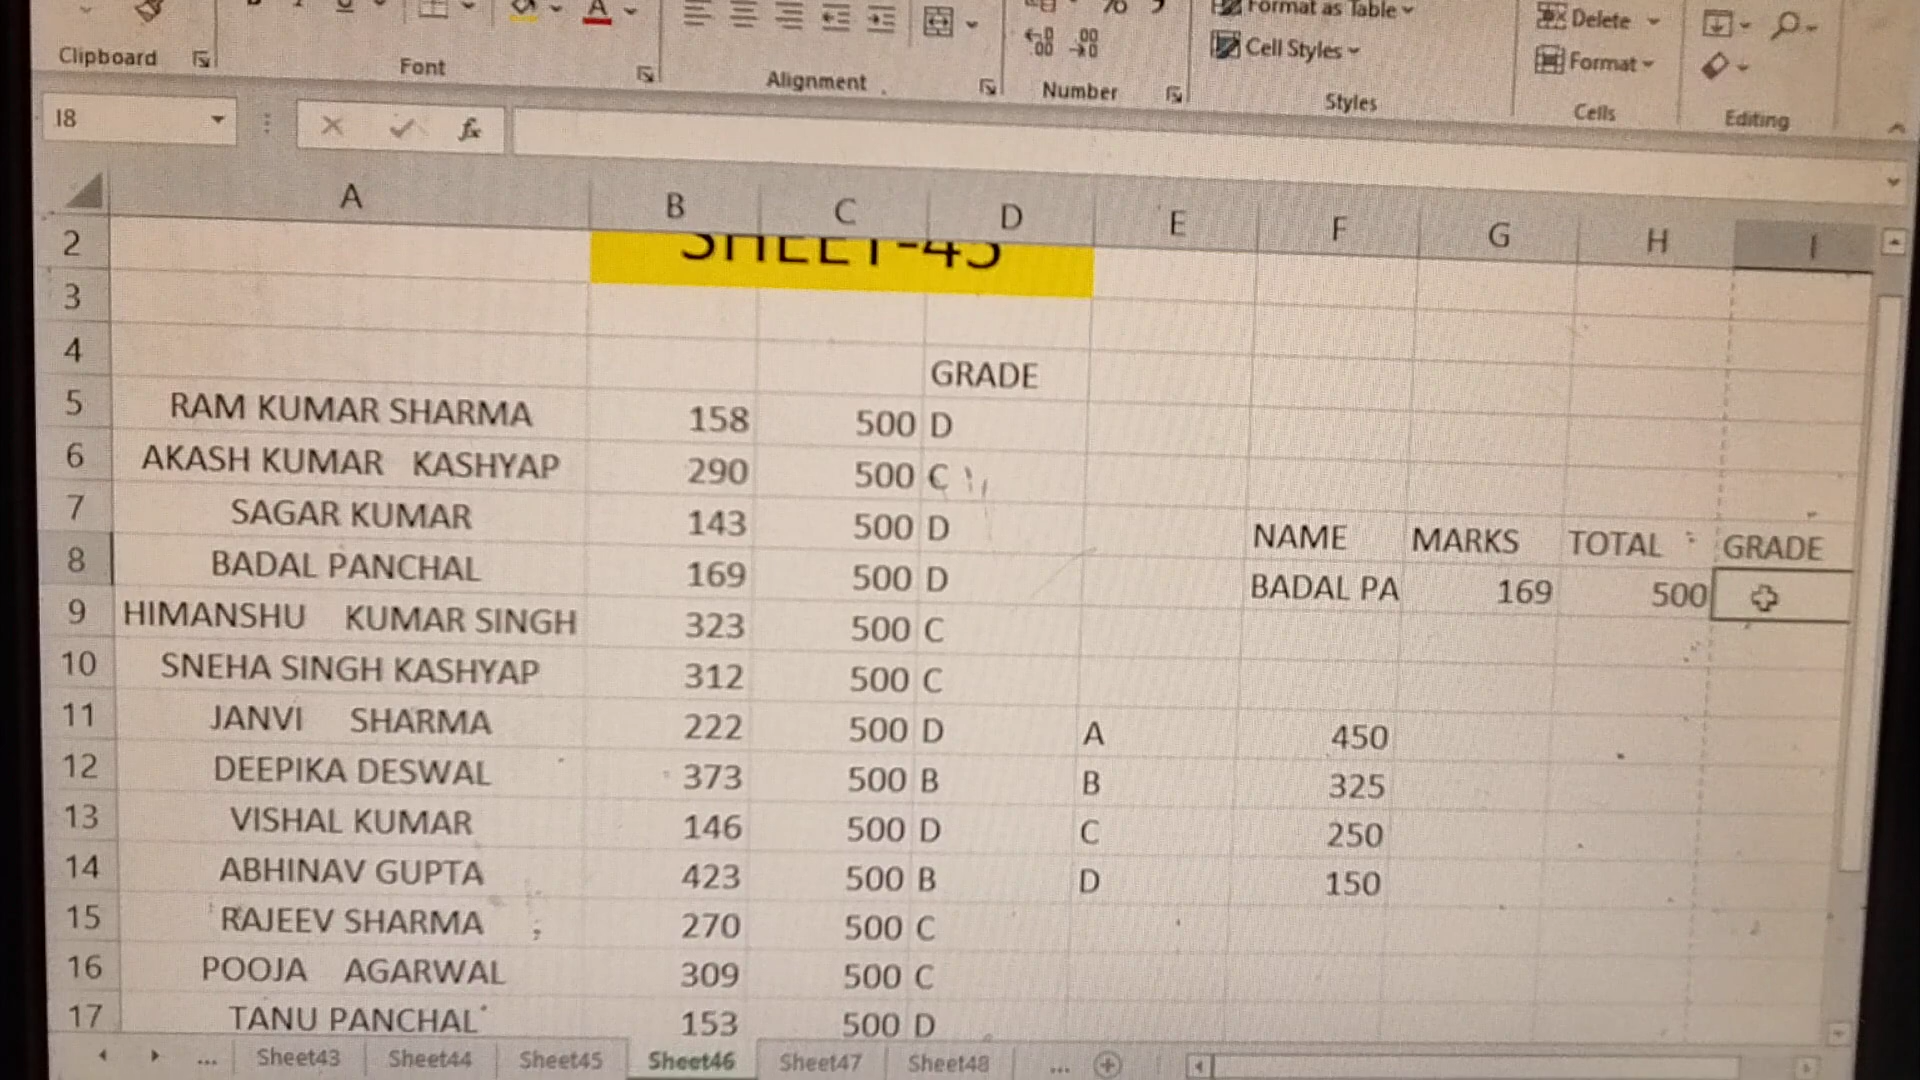 Format as Table
Delete
Cell Styles
Format
Clipboard
Font
Alignment
Number
Styles
Cells
Editing
I8
fx
A B C D E F G H I
2 SHEET-45
3
4 GRADE
5 RAM KUMAR SHARMA 158 500 D
6 AKASH KUMAR KASHYAP 290 500 C
7 SAGAR KUMAR 143 500 D NAME MARKS TOTAL GRADE
8 BADAL PANCHAL 169 500 D BADAL PA 169 500
9 HIMANSHU KUMAR SINGH 323 500 C
10 SNEHA SINGH KASHYAP 312 500 C
11 JANVI SHARMA 222 500 D A 450
12 DEEPIKA DESWAL 373 500 B B 325
13 VISHAL KUMAR 146 500 D C 250
14 ABHINAV GUPTA 423 500 B D 150
15 RAJEEV SHARMA 270 500 C
16 POOJA AGARWAL 309 500 C
17 TANU PANCHAL 153 500 D
... Sheet43 Sheet44 Sheet45 Sheet46 Sheet47 Sheet48 ...